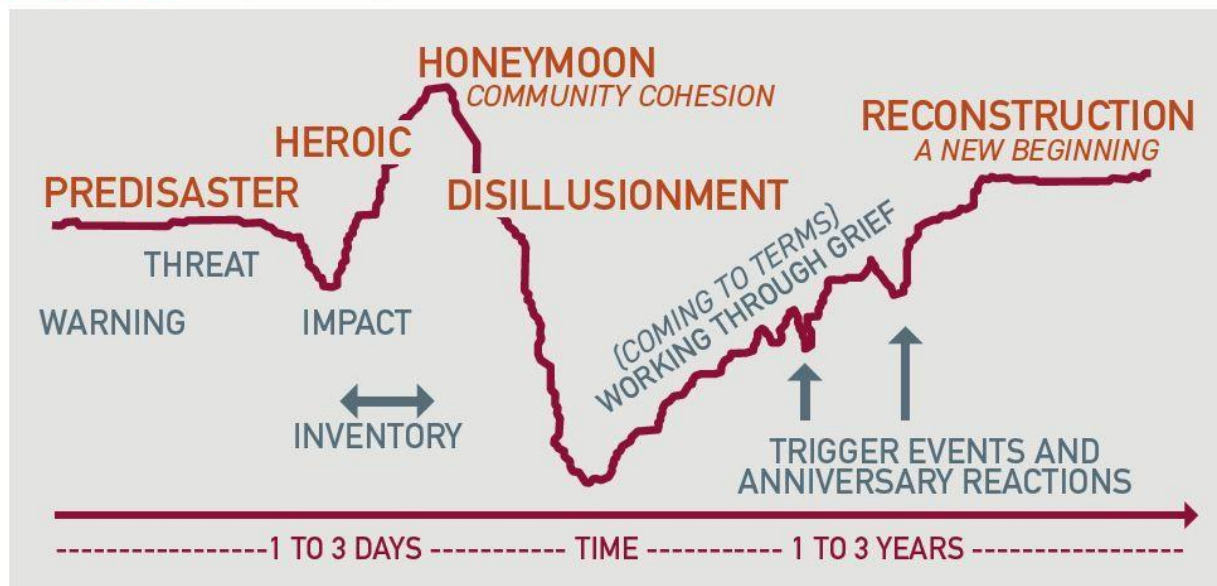 HONEYMOON
COMMUNITY COHESION
HEROIC
RECONSTRUCTION
A NEW BEGINNING
PREDISASTER
DISILLUSIONMENT
THREAT
WARNING
IMPACT
(COMING TO TERMS)
WORKING THROUGH GRIEF
INVENTORY
TRIGGER EVENTS AND
ANNIVERSARY REACTIONS
1 TO 3 DAYS TIME 1 TO 3 YEARS